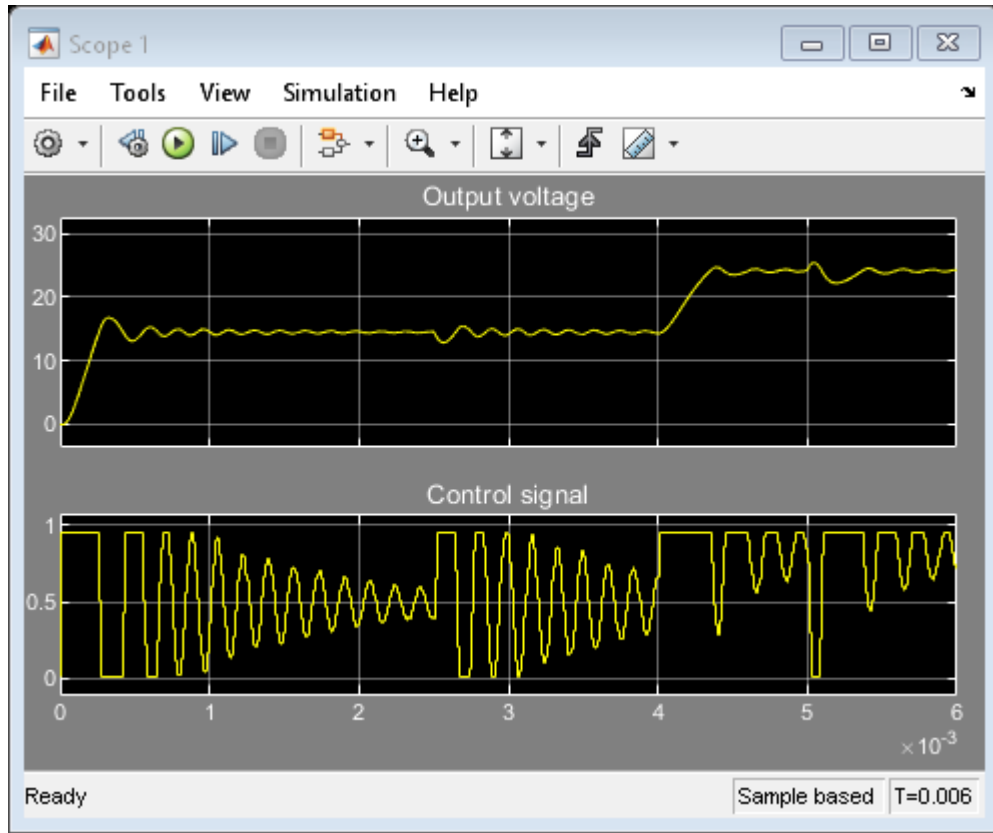 Scope 1
File Tools View Simulation Help
Output voltage
30
20
10
0
Control signal
1
0.5
0
0 1 2 3 4 5 6
×10-3
Ready Sample based T=0.006